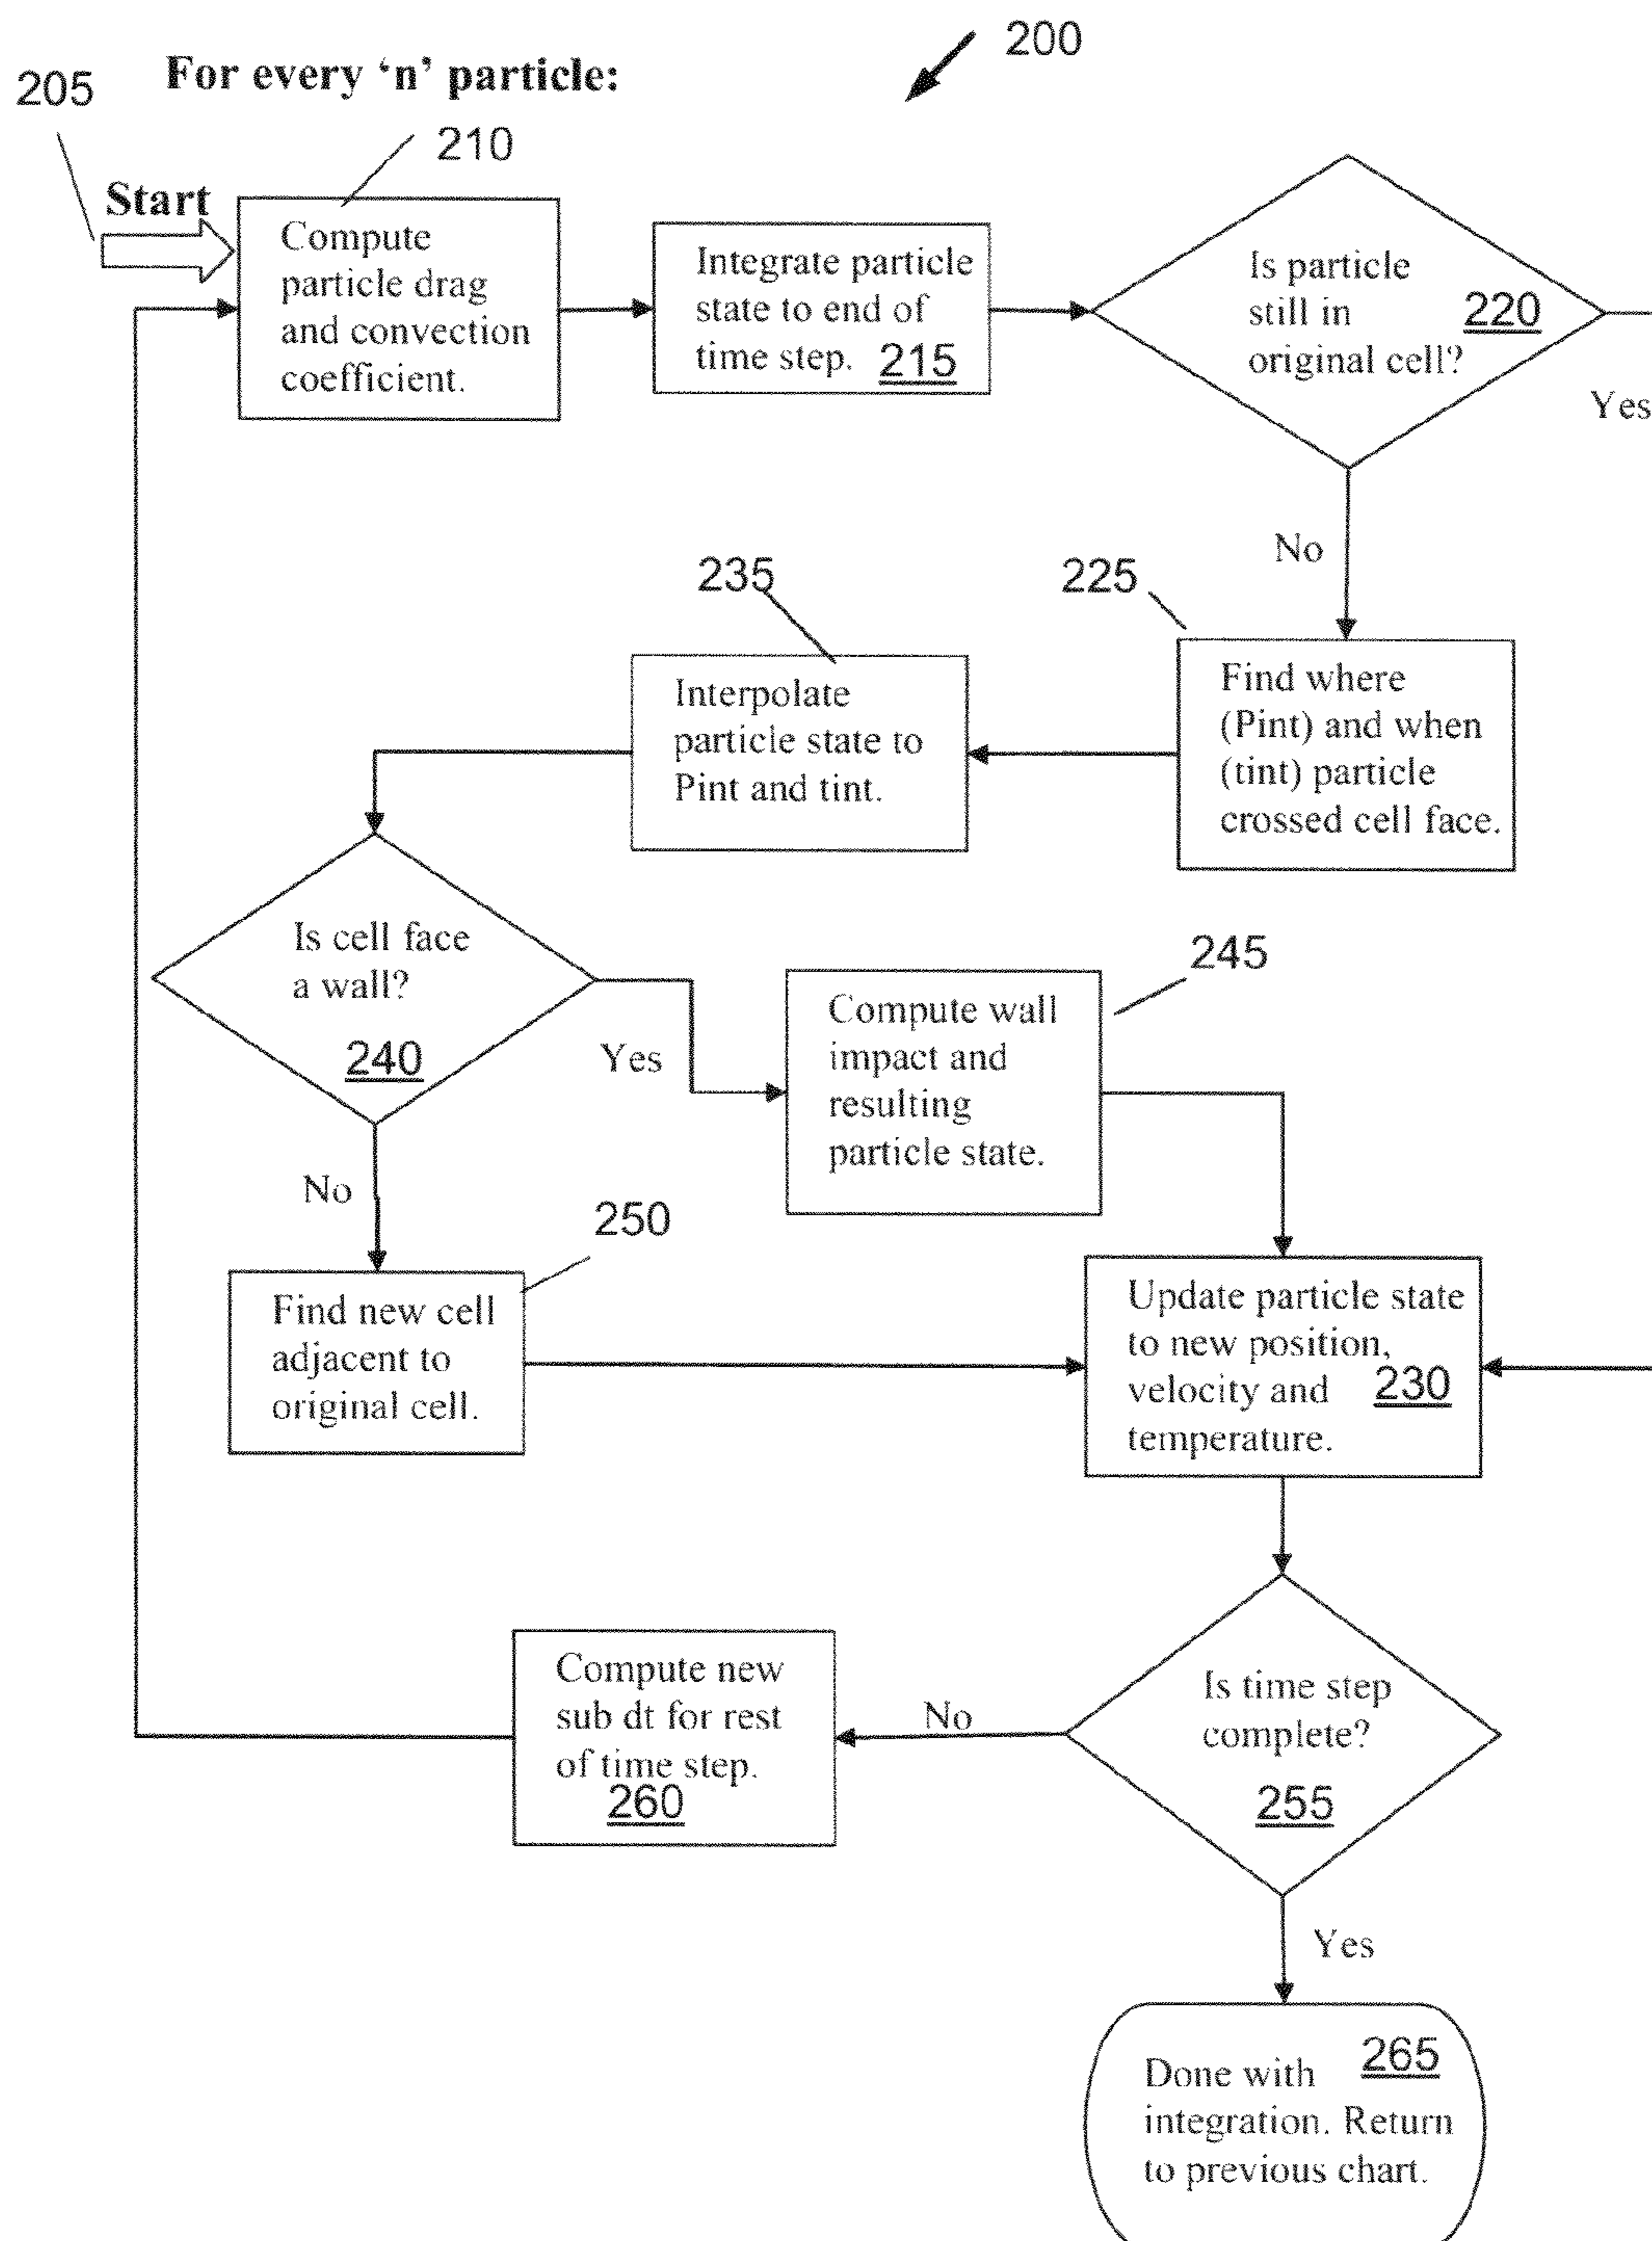 200
205
For every ‘n’ particle:
210
Start
Compute
particle drag
and convection
coefficient.
Integrate particle
state to end of
time step. 215
Is particle
still in
original cell?
220
Yes
No
225
235
Find where
(Pint) and when
(tint) particle
crossed cell face.
Interpolate
particle state to
Pint and tint.
Is cell face
a wall?
240
Yes
245
Compute wall
impact and
resulting
particle state.
No
250
Find new cell
adjacent to
original cell.
Update particle state
to new position,
velocity and 230
temperature.
Is time step
complete?
255
No
Compute new
sub dt for rest
of time step.
260
Yes
265
Done with
integration. Return
to previous chart.